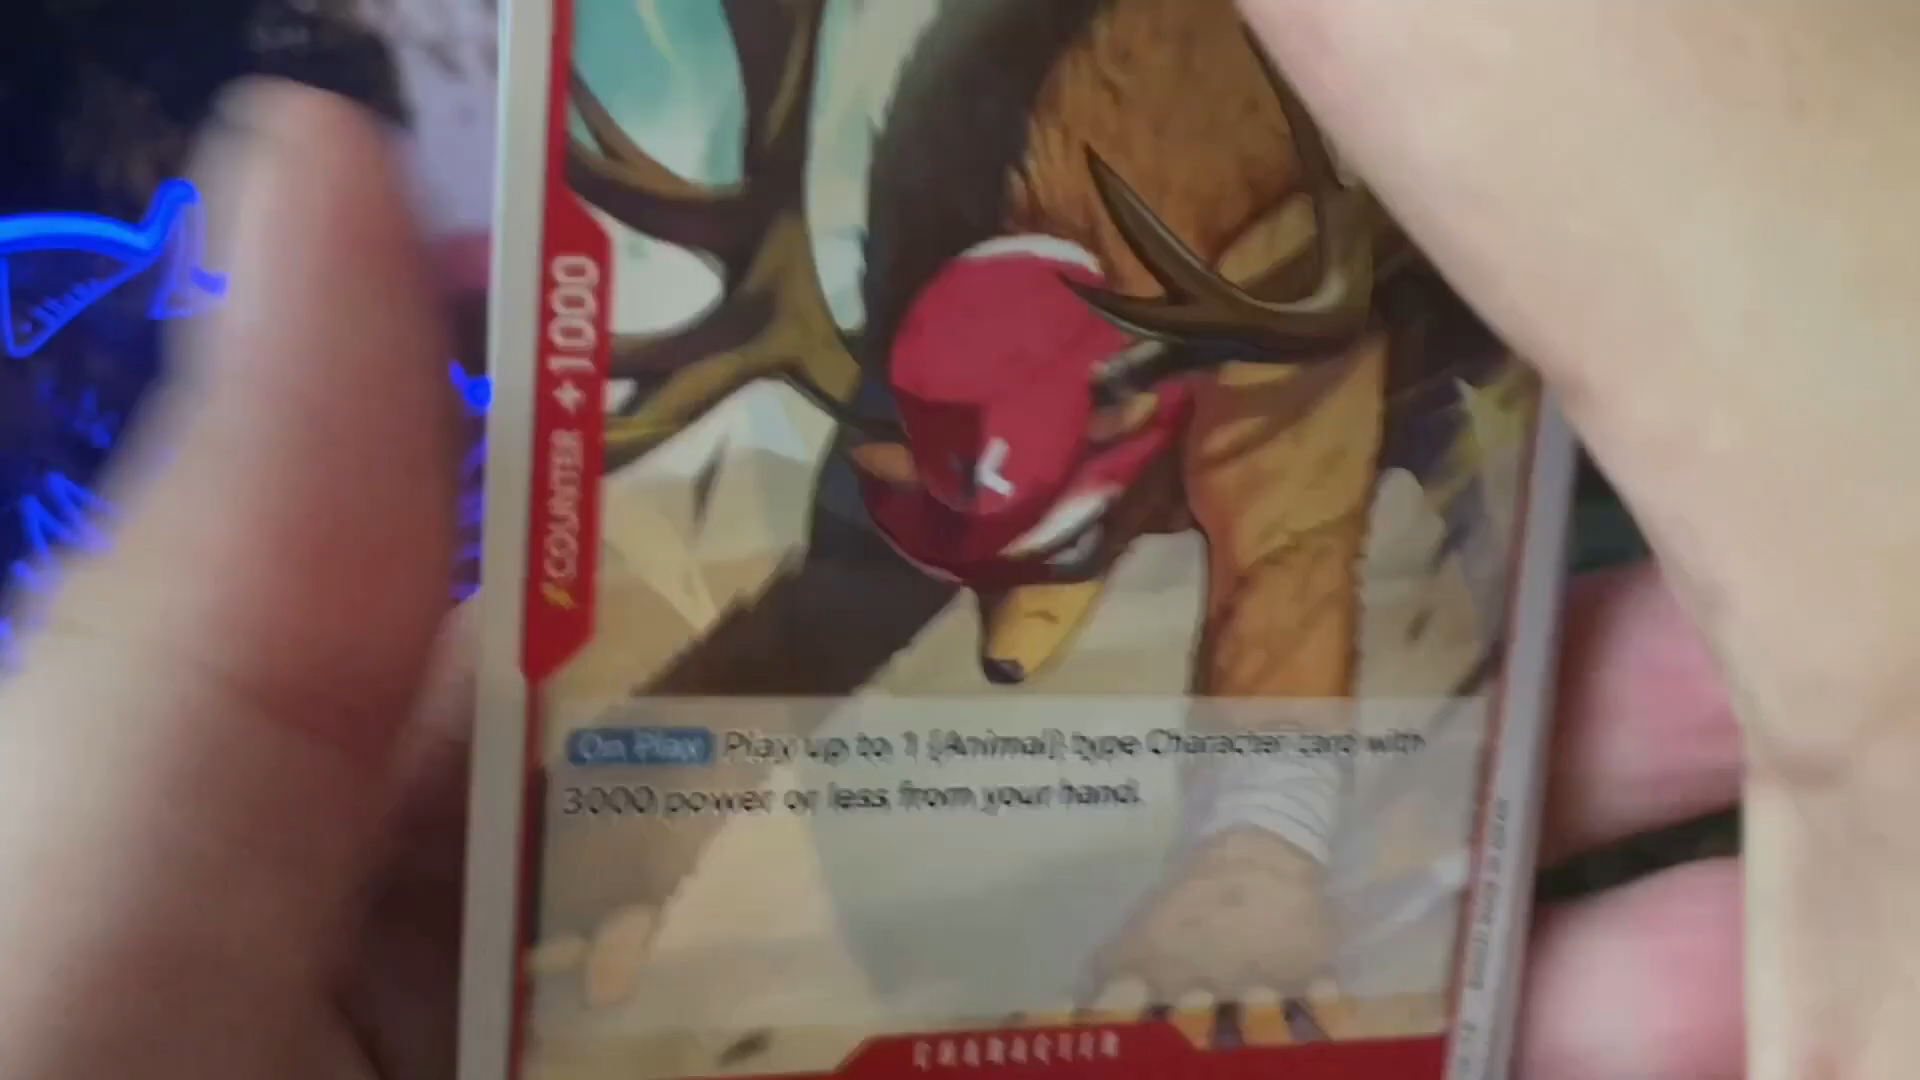 COUNTER +1000
On Play Play up to 1 {Animal} type Character card with
3000 power or less from your hand.
CHARACTER